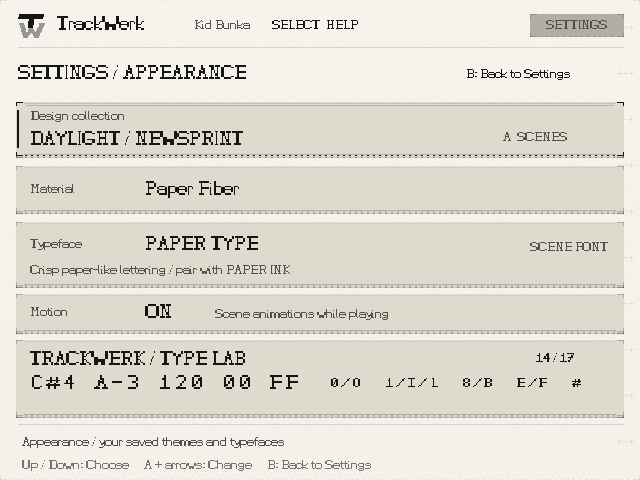 TW TrackWerk Kid Bunka SELECT HELP SETTINGS
SETTINGS / APPEARANCE B: Back to Settings
Design collection
DAYLIGHT / NEWSPRINT A SCENES
Material Paper Fiber
Typeface PAPER TYPE SCENE FONT
Crisp paper-like lettering / pair with PAPER INK
Motion ON Scene animations while playing
TRACKWERK / TYPE LAB 14/17
C#4 A-3 120 00 FF 0/O 1/I/l 8/B E/F #
Appearance / your saved themes and typefaces
Up / Down: Choose A + arrows: Change B: Back to Settings